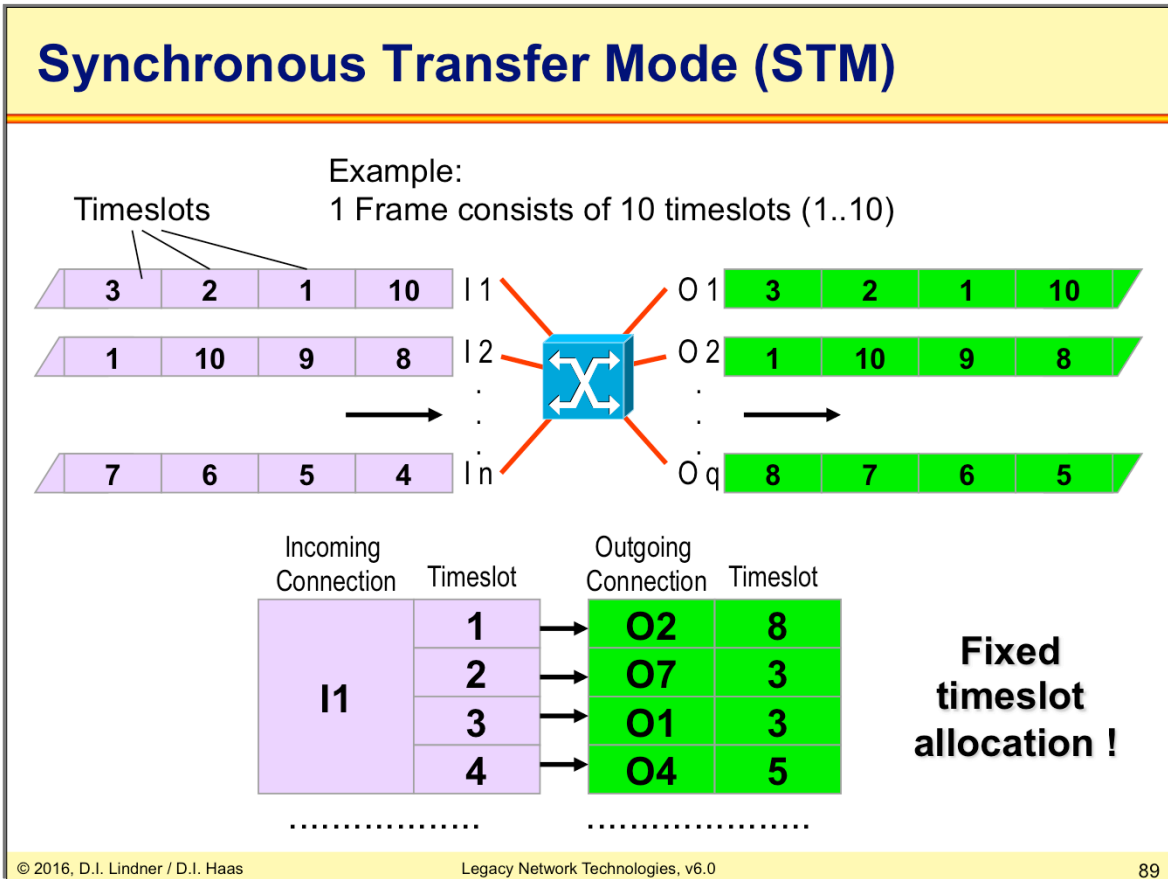 Synchronous Transfer Mode (STM)
Example:
1 Frame consists of 10 timeslots (1..10)
Timeslots
3 2 1 10 I 1 O 1 3 2 1 10
1 10 9 8 I 2 O 2 1 10 9 8
. .
. .
. .
7 6 5 4 I n O q 8 7 6 5
Incoming Outgoing
Connection Timeslot Connection Timeslot
I1
1 O2 8
2 O7 3
3 O1 3
4 O4 5
.................. .....................
Fixed
timeslot
allocation !
© 2016, D.I. Lindner / D.I. Haas Legacy Network Technologies, v6.0 89